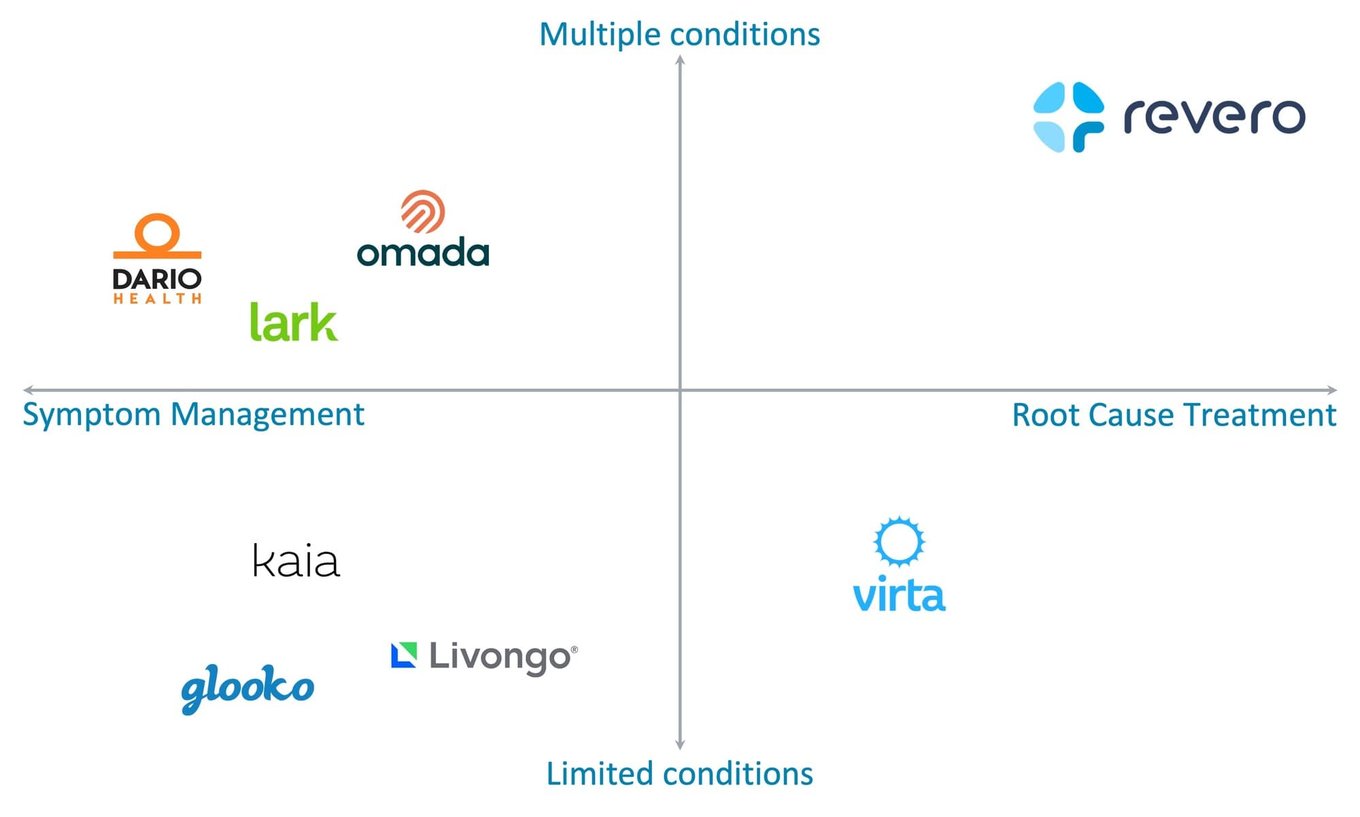 Multiple conditions
revero
omada
DARIO
HEALTH
lark
Symptom Management
Root Cause Treatment
kaia
virta
Livongo®
glooko
Limited conditions